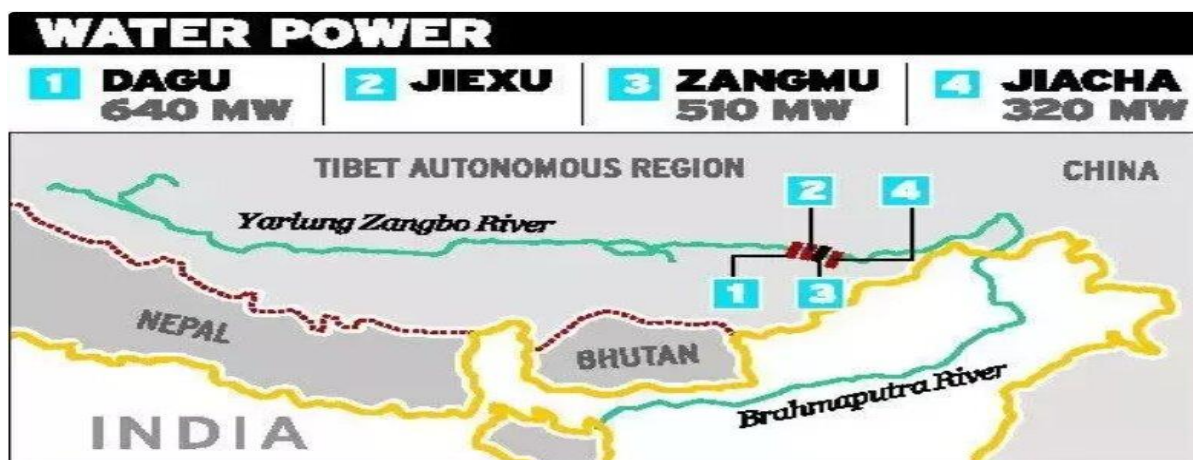 WATER POWER
1 DAGU 640 MW
2 JIEXU
3 ZANGMU 510 MW
4 JIACHA 320 MW
TIBET AUTONOMOUS REGION
CHINA
2
4
Yarlung Zangbo River
1
3
NEPAL
BHUTAN
Brahmaputra River
INDIA